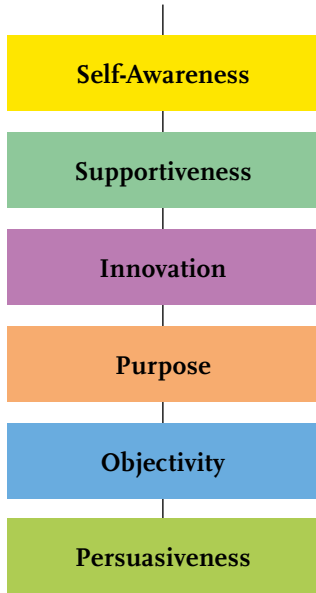 Self-Awareness
Supportiveness
Innovation
Purpose
Objectivity
Persuasiveness